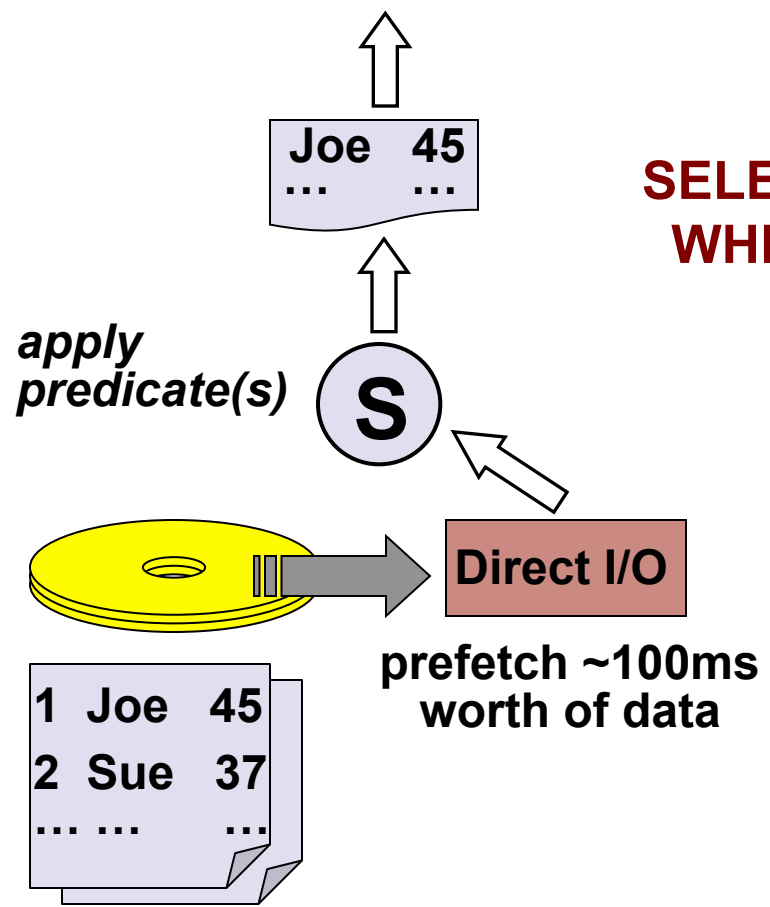 Joe 45
... ...
SELE
WHI
apply
predicate(s)
S
Direct I/O
prefetch ~100ms
worth of data
1 Joe 45
2 Sue 37
... ... ...